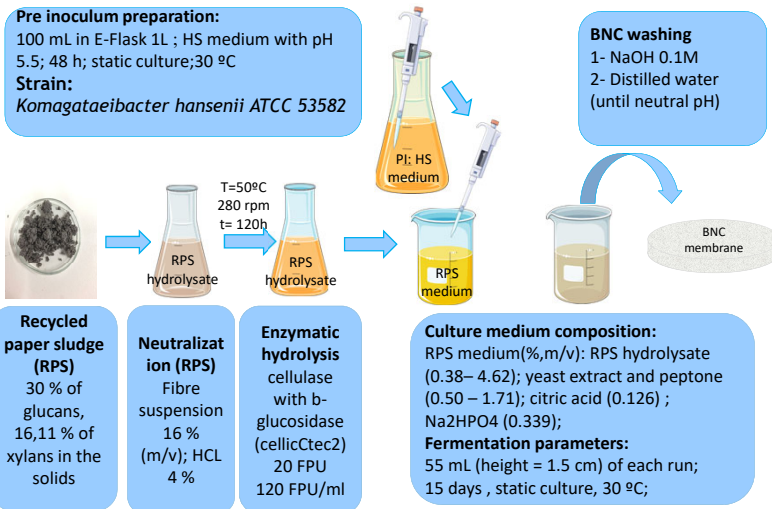 Pre inoculum preparation:
100 mL in E-Flask 1L ; HS medium with pH
5.5; 48 h; static culture;30 ºC
Strain:
Komagataeibacter hansenii ATCC 53582
PI: HS
medium
BNC washing
1- NaOH 0.1M
2- Distilled water
(until neutral pH)
RPS
hydrolysate
T=50ºC
280 rpm
t= 120h
RPS
hydrolysate
RPS
medium
BNC
membrane
Recycled
paper sludge
(RPS)
30 % of
glucans,
16,11 % of
xylans in the
solids
Neutralizat
ion (RPS)
Fibre
suspension
16 %
(m/v); HCL
4 %
Enzymatic
hydrolysis
cellulase
with b-
glucosidase
(cellicCtec2)
20 FPU
120 FPU/ml
Culture medium composition:
RPS medium(%,m/v): RPS hydrolysate
(0.38– 4.62); yeast extract and peptone
(0.50 – 1.71); citric acid (0.126) ;
Na2HPO4 (0.339);
Fermentation parameters:
55 mL (height = 1.5 cm) of each run;
15 days , static culture, 30 ºC;